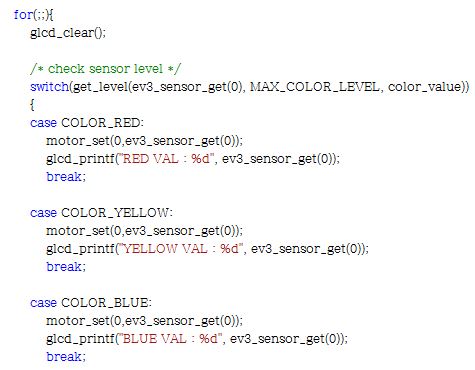 for(;;){
glcd_clear();
/* check sensor level */
switch(get_level(ev3_sensor_get(0), MAX_COLOR_LEVEL, color_value))
{
case COLOR_RED:
motor_set(0,ev3_sensor_get(0));
glcd_printf("RED VAL : %d", ev3_sensor_get(0));
break;
case COLOR_YELLOW:
motor_set(0,ev3_sensor_get(0));
glcd_printf("YELLOW VAL : %d", ev3_sensor_get(0));
break;
case COLOR_BLUE:
motor_set(0,ev3_sensor_get(0));
glcd_printf("BLUE VAL : %d", ev3_sensor_get(0));
break;